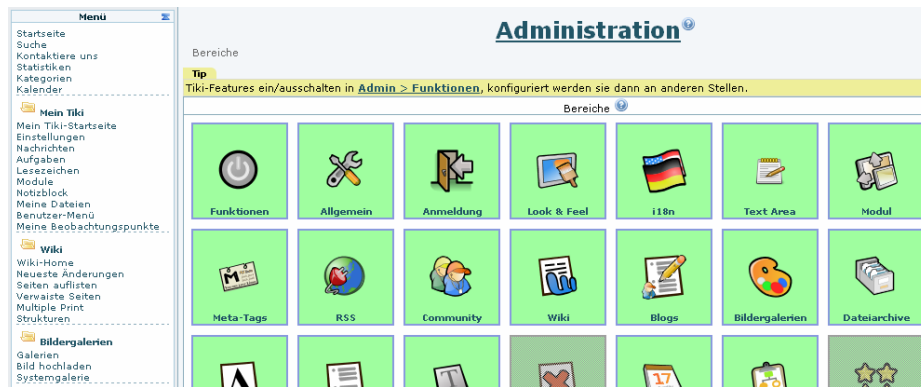 Menü
Startseite
Suche
Kontaktiere uns
Statistiken
Kategorien
Kalender
Mein Tiki
Mein Tiki-Startseite
Einstellungen
Nachrichten
Aufgaben
Lesezeichen
Module
Notizblock
Meine Dateien
Benutzer-Menü
Meine Beobachtungspunkte
Wiki
Wiki-Home
Neueste Änderungen
Seiten auflisten
Verwaiste Seiten
Multiple Print
Strukturen
Bildergalerien
Galerien
Bild hochladen
Systemgalerie
Administration
Bereiche
Tip
Tiki-Features ein/ausschalten in Admin > Funktionen, konfiguriert werden sie dann an anderen Stellen.
Bereiche
Funktionen Allgemein Anmeldung Look & Feel i18n Text Area Modul
Meta-Tags RSS Community Wiki Blogs Bildergalerien Dateiarchive
17